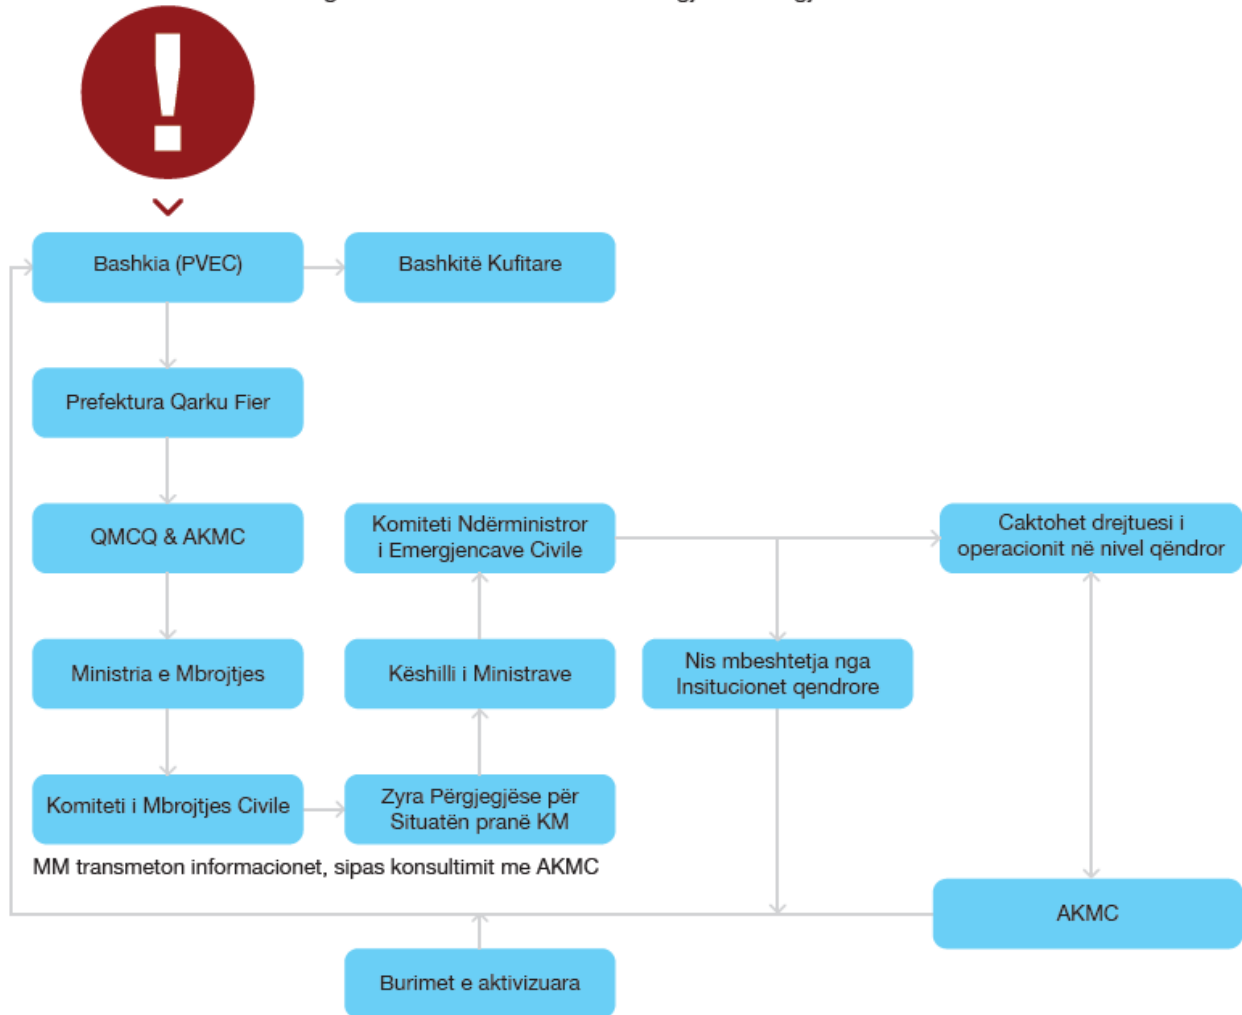 !
Bashkia (PVEC)
Bashkitë Kufitare
Prefektura Qarku Fier
QMCQ & AKMC
Komiteti Ndërministror
i Emergjencave Civile
Caktohet drejtuesi i
operacionit në nivel qëndror
Ministria e Mbrojtjes
Këshilli i Ministrave
Nis mbeshtetja nga
Insitucionet qendrore
Komiteti i Mbrojtjes Civile
Zyra Përgjegjëse për
Situatën pranë KM
MM transmeton informacionet, sipas konsultimit me AKMC
AKMC
Burimet e aktivizuara